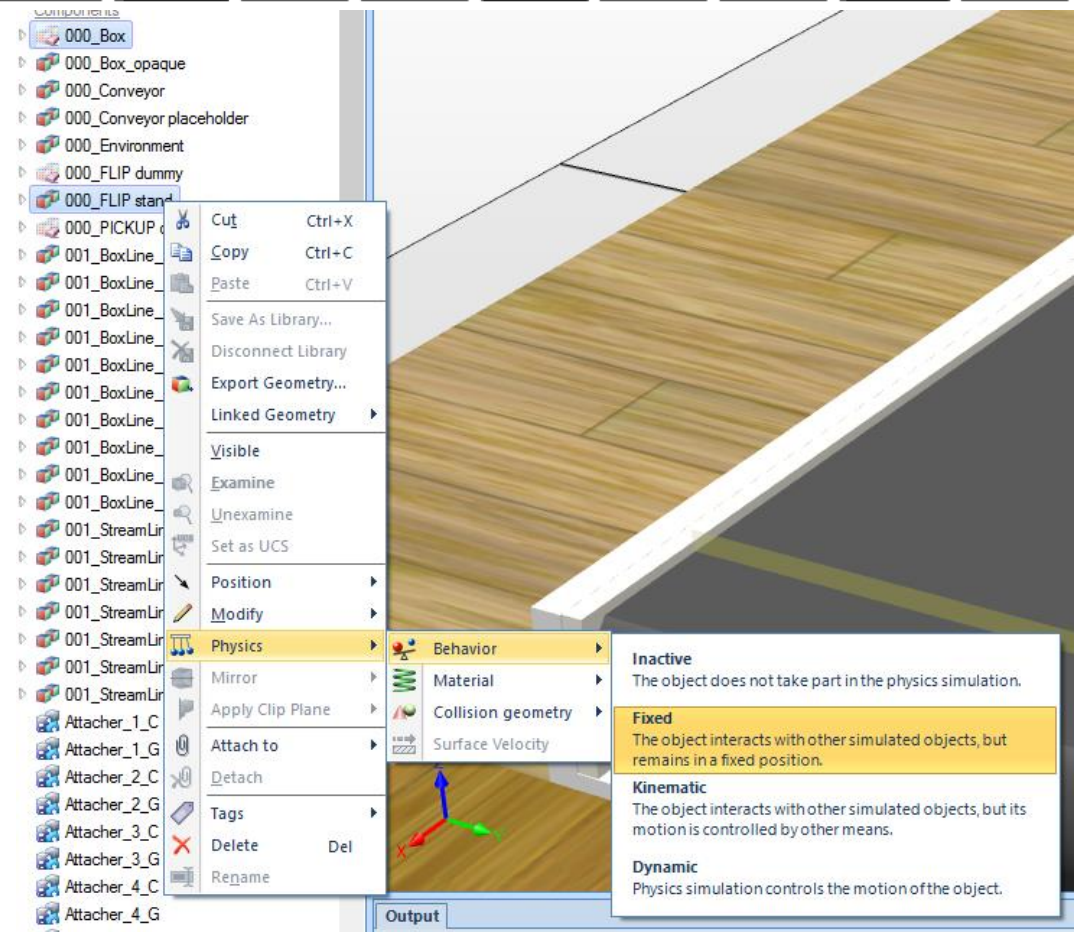 Components
000_Box
000_Box_opaque
000_Conveyor
000_Conveyor placeholder
000_Environment
000_FLIP dummy
000_FLIP stand
000_PICKUP
001_BoxLine_
001_BoxLine_
001_BoxLine_
001_BoxLine_
001_BoxLine_
001_BoxLine_
001_BoxLine_
001_BoxLine_
001_BoxLine_
001_BoxLine_
001_StreamLin
001_StreamLin
001_StreamLin
001_StreamLin
001_StreamLin
001_StreamLin
001_StreamLin
Attacher_1_C
Attacher_1_G
Attacher_2_C
Attacher_2_G
Attacher_3_C
Attacher_3_G
Attacher_4_C
Attacher_4_G
Cut Ctrl+X
Copy Ctrl+C
Paste Ctrl+V
Save As Library...
Disconnect Library
Export Geometry...
Linked Geometry
Visible
Examine
Unexamine
Set as UCS
Position
Modify
Physics
Mirror
Apply Clip Plane
Attach to
Detach
Tags
Delete Del
Rename
Behavior
Material
Collision geometry
Surface Velocity
Inactive
The object does not take part in the physics simulation.
Fixed
The object interacts with other simulated objects, but
remains in a fixed position.
Kinematic
The object interacts with other simulated objects, but its
motion is controlled by other means.
Dynamic
Physics simulation controls the motion of the object.
X
Y
Output